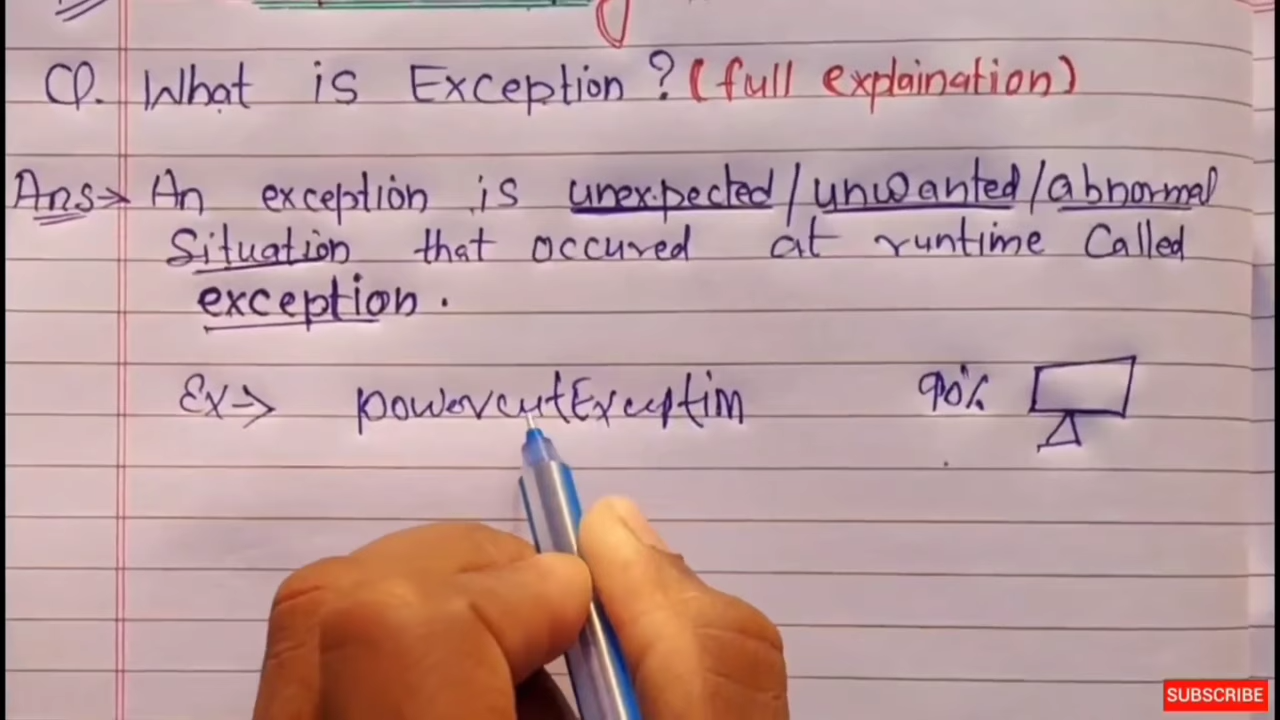 Q. What is Exception? (full explaination)
Ans→ An exception is unexpected/unwanted/abnormal
Situation that occured at runtime Called
exception.
Ex→ powercutException 90%
SUBSCRIBE